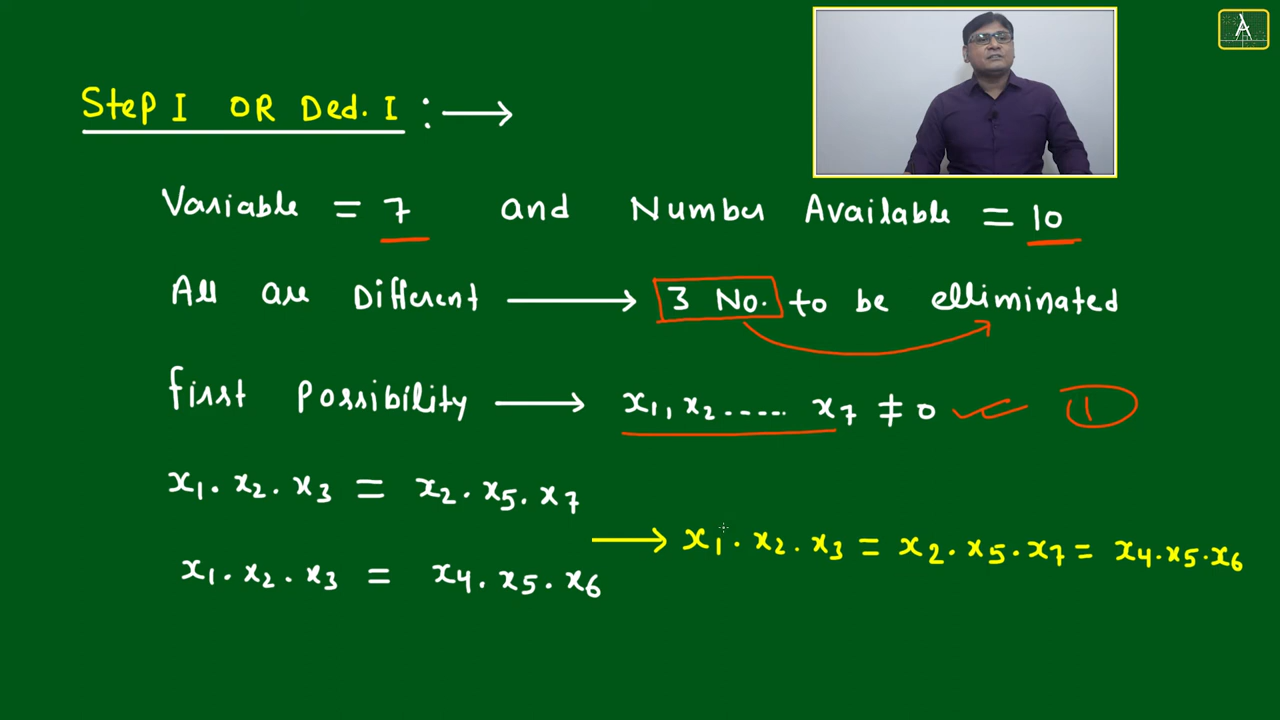 Step I OR Ded. I : →
Variable = 7 and Number Available = 10
All are Different → 3 No. to be elliminated
First Possibility → x₁, x₂ ..... x₇ ≠ 0 ①
x₁ . x₂ . x₃ = x₂ . x₅ . x₇
→ x₁ . x₂ . x₃ = x₂ . x₅ . x₇ = x₄ . x₅ . x₆
x₁ . x₂ . x₃ = x₄ . x₅ . x₆